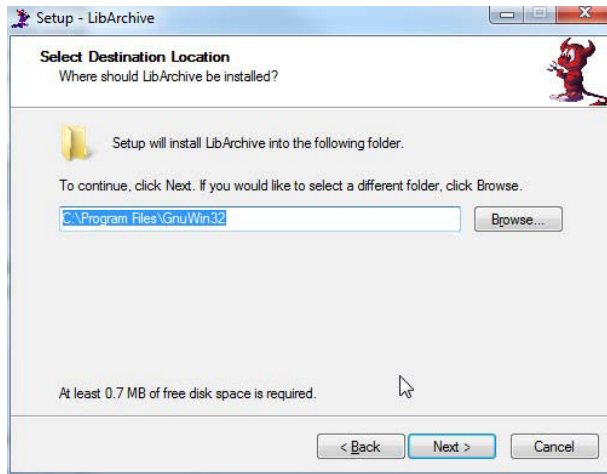 Setup - LibArchive
Select Destination Location
Where should LibArchive be installed?
Setup will install LibArchive into the following folder.
To continue, click Next. If you would like to select a different folder, click Browse.
C:\Program Files\GnuWin32
Browse...
At least 0.7 MB of free disk space is required.
< Back
Next >
Cancel